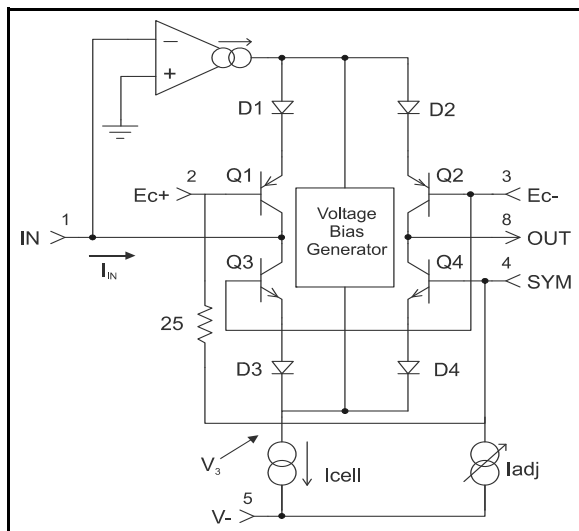 −
+
D1
D2
2
Q1
Q2
3
Ec+
Ec-
1
8
IN
Voltage
Bias
Generator
OUT
I_IN
Q3
Q4
4
SYM
25
D3
D4
V_3
Icell
Iadj
5
V-